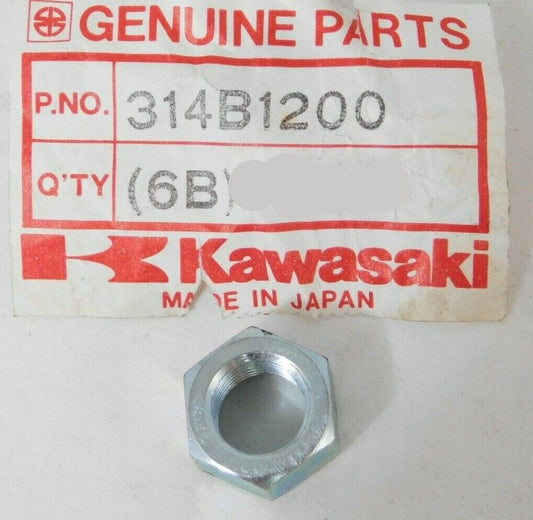 GENUINE PARTS
P.NO. 314B1200
Q'TY (6B)
Kawasaki
MADE IN JAPAN